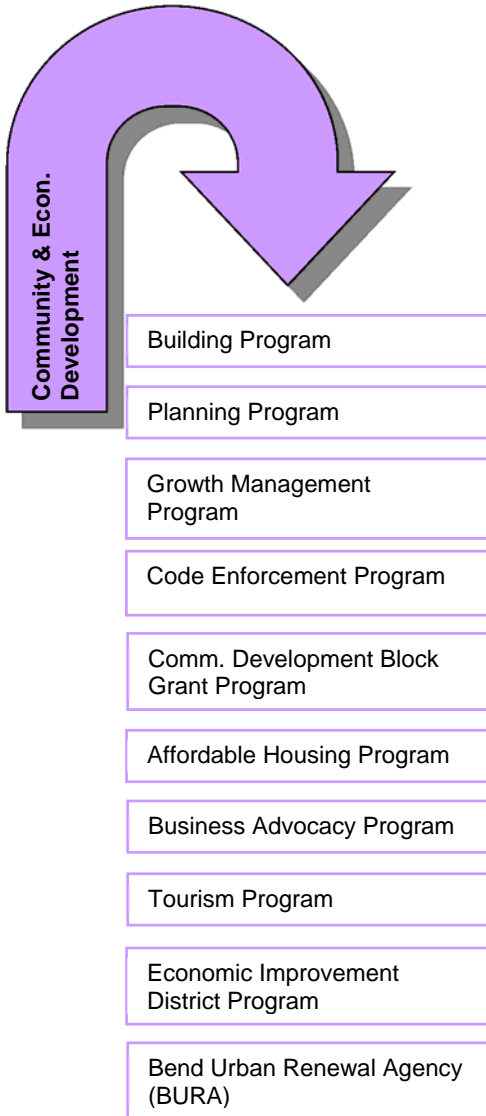 Community & Econ.
Development
Building Program
Planning Program
Growth Management
Program
Code Enforcement Program
Comm. Development Block
Grant Program
Affordable Housing Program
Business Advocacy Program
Tourism Program
Economic Improvement
District Program
Bend Urban Renewal Agency
(BURA)